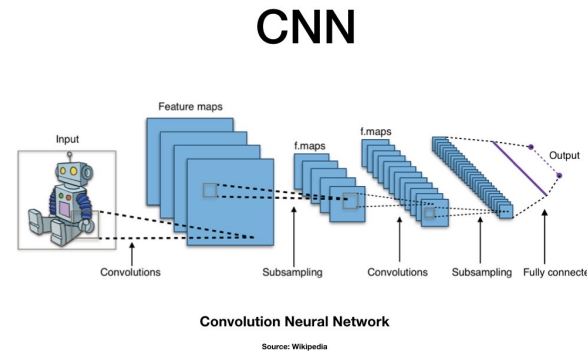 CNN
Feature maps
Input
f.maps
f.maps
Output
Convolutions
Subsampling
Convolutions
Subsampling
Fully connecte
Convolution Neural Network
Source: Wikipedia